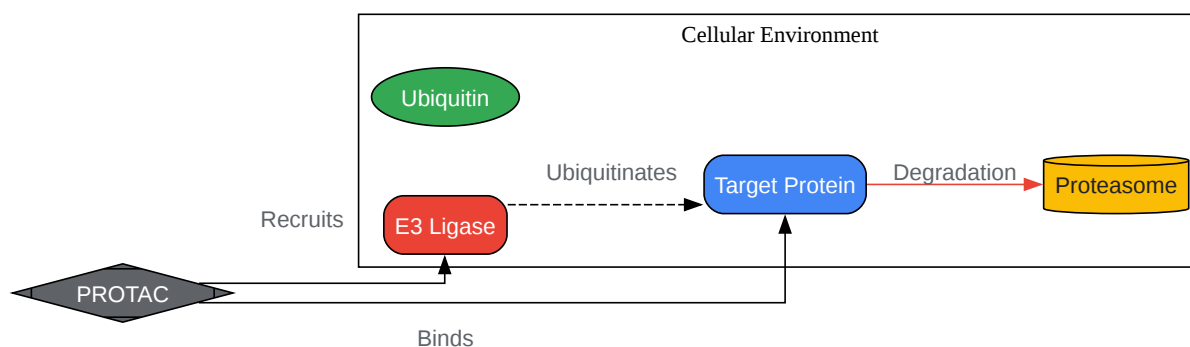 Cellular Environment
Ubiquitin
Ubiquitinates
Target Protein
Degradation
Proteasome
Recruits
E3 Ligase
PROTAC
Binds